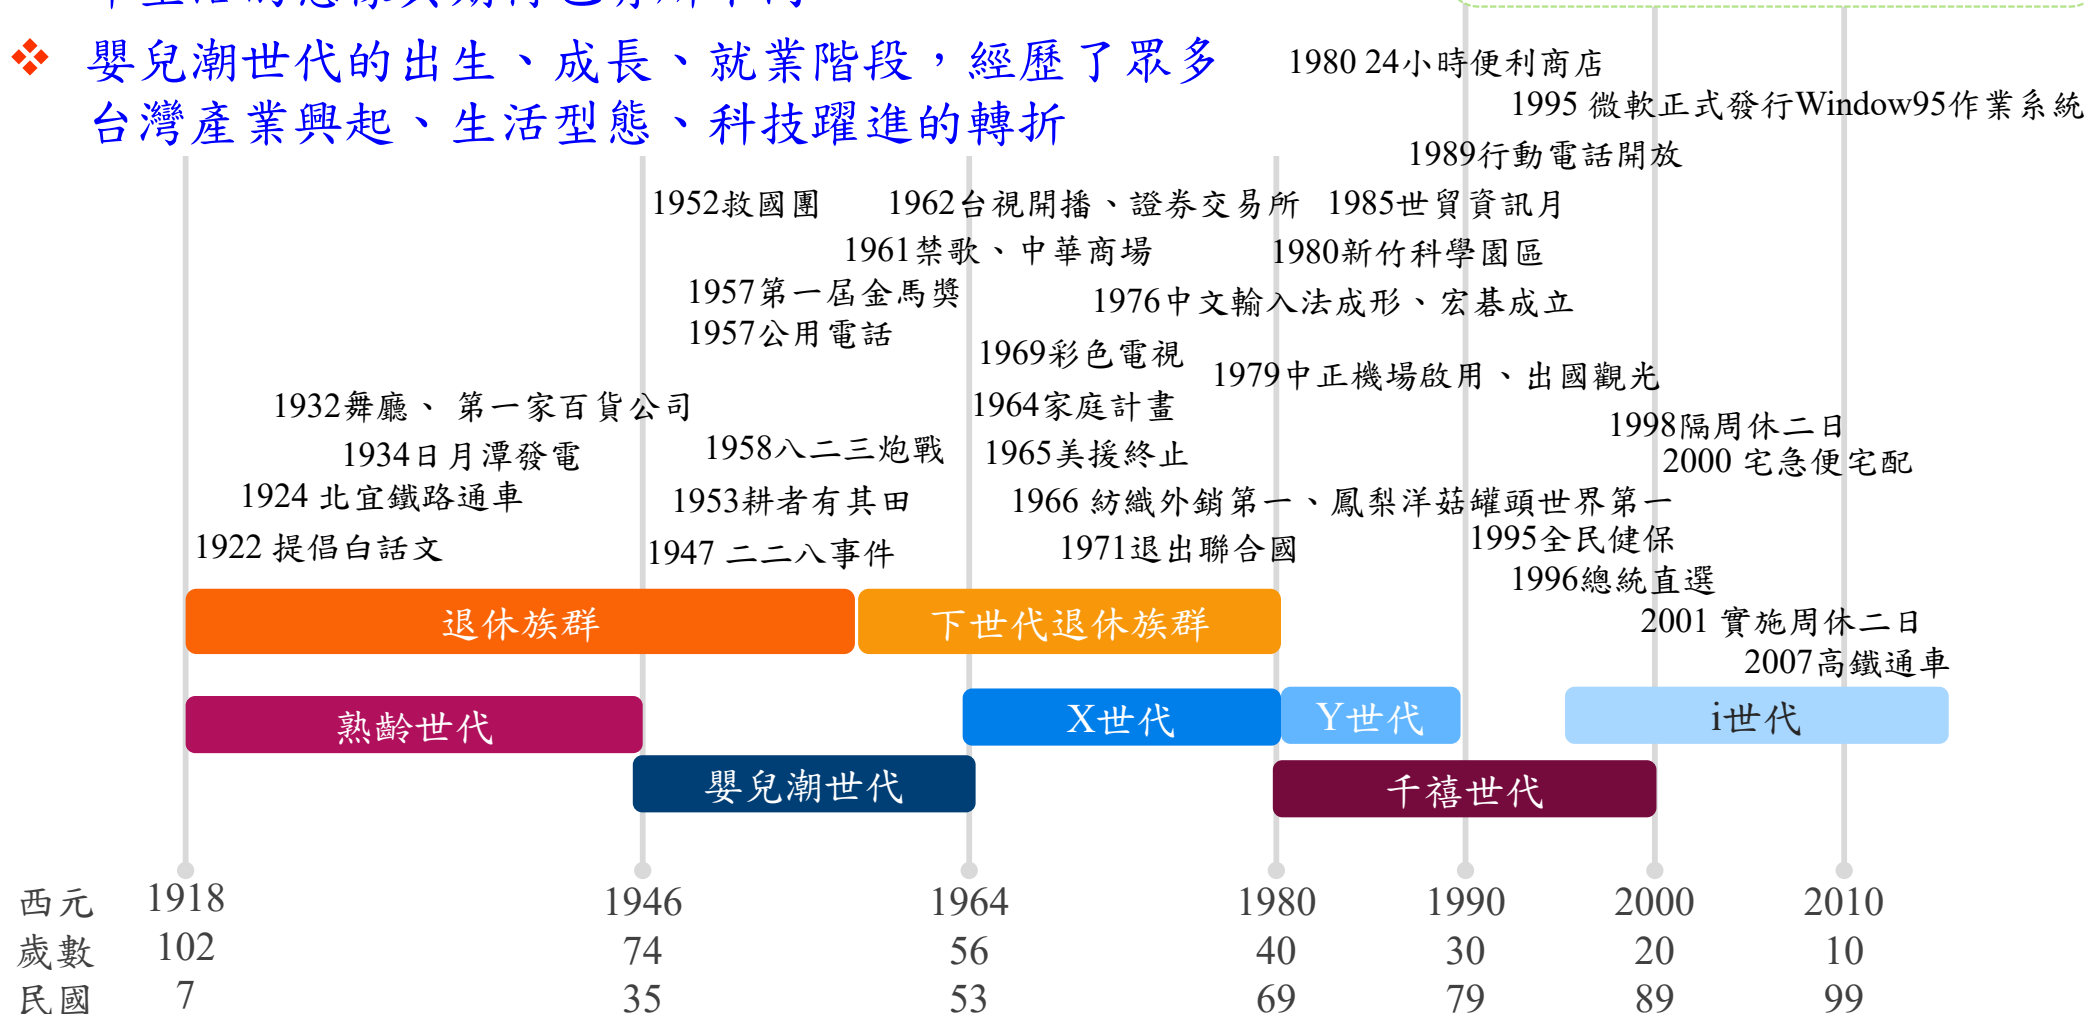 ❖ 嬰兒潮世代的出生、成長、就業階段，經歷了眾多
台灣產業興起、生活型態、科技躍進的轉折
1980 24小時便利商店
1995 微軟正式發行Window95作業系統
1989行動電話開放
1952救國團
1962台視開播、證券交易所
1985世貿資訊月
1961禁歌、中華商場
1980新竹科學園區
1957第一屆金馬獎
1976中文輸入法成形、宏碁成立
1957公用電話
1969彩色電視
1979中正機場啟用、出國觀光
1932舞廳、 第一家百貨公司
1964家庭計畫
1998隔周休二日
1934日月潭發電
1958八二三炮戰
1965美援終止
2000 宅急便宅配
1924 北宜鐵路通車
1953耕者有其田
1966 紡織外銷第一、鳳梨洋菇罐頭世界第一
1922 提倡白話文
1947 二二八事件
1971退出聯合國
1995全民健保
1996總統直選
退休族群
下世代退休族群
2001 實施周休二日
2007高鐵通車
熟齡世代
X世代
Y世代
i世代
嬰兒潮世代
千禧世代
西元 1918 1946 1964 1980 1990 2000 2010
歲數 102 74 56 40 30 20 10
民國 7 35 53 69 79 89 99